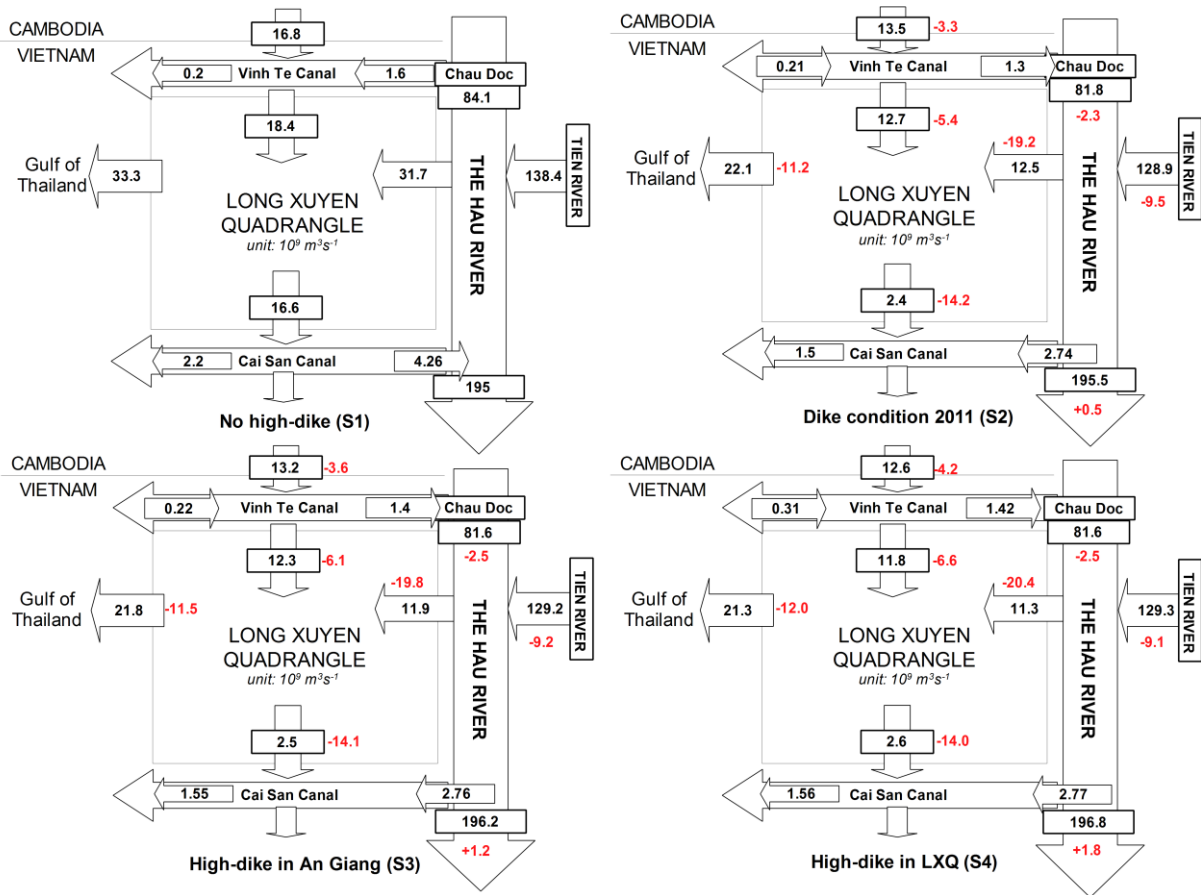 CAMBODIA
VIETNAM
16.8
0.2
Vinh Te Canal
1.6
Chau Doc
84.1
18.4
Gulf of
Thailand
33.3
31.7
138.4
TIEN RIVER
THE HAU RIVER
LONG XUYEN
QUADRANGLE
unit: 10⁹ m³s⁻¹
16.6
2.2
Cai San Canal
4.26
195
No high-dike (S1)
CAMBODIA
VIETNAM
13.5
-3.3
0.21
Vinh Te Canal
1.3
Chau Doc
81.8
-2.3
12.7
-5.4
Gulf of
Thailand
22.1
-11.2
-19.2
12.5
128.9
-9.5
TIEN RIVER
THE HAU RIVER
LONG XUYEN
QUADRANGLE
unit: 10⁹ m³s⁻¹
2.4
-14.2
1.5
Cai San Canal
2.74
195.5
+0.5
Dike condition 2011 (S2)
CAMBODIA
VIETNAM
13.2
-3.6
0.22
Vinh Te Canal
1.4
Chau Doc
81.6
-2.5
12.3
-6.1
Gulf of
Thailand
21.8
-11.5
-19.8
11.9
129.2
-9.2
TIEN RIVER
THE HAU RIVER
LONG XUYEN
QUADRANGLE
unit: 10⁹ m³s⁻¹
2.5
-14.1
1.55
Cai San Canal
2.76
196.2
+1.2
High-dike in An Giang (S3)
CAMBODIA
VIETNAM
12.6
-4.2
0.31
Vinh Te Canal
1.42
Chau Doc
81.6
-2.5
11.8
-6.6
Gulf of
Thailand
21.3
-12.0
-20.4
11.3
129.3
-9.1
TIEN RIVER
THE HAU RIVER
LONG XUYEN
QUADRANGLE
unit: 10⁹ m³s⁻¹
2.6
-14.0
1.56
Cai San Canal
2.77
196.8
+1.8
High-dike in LXQ (S4)